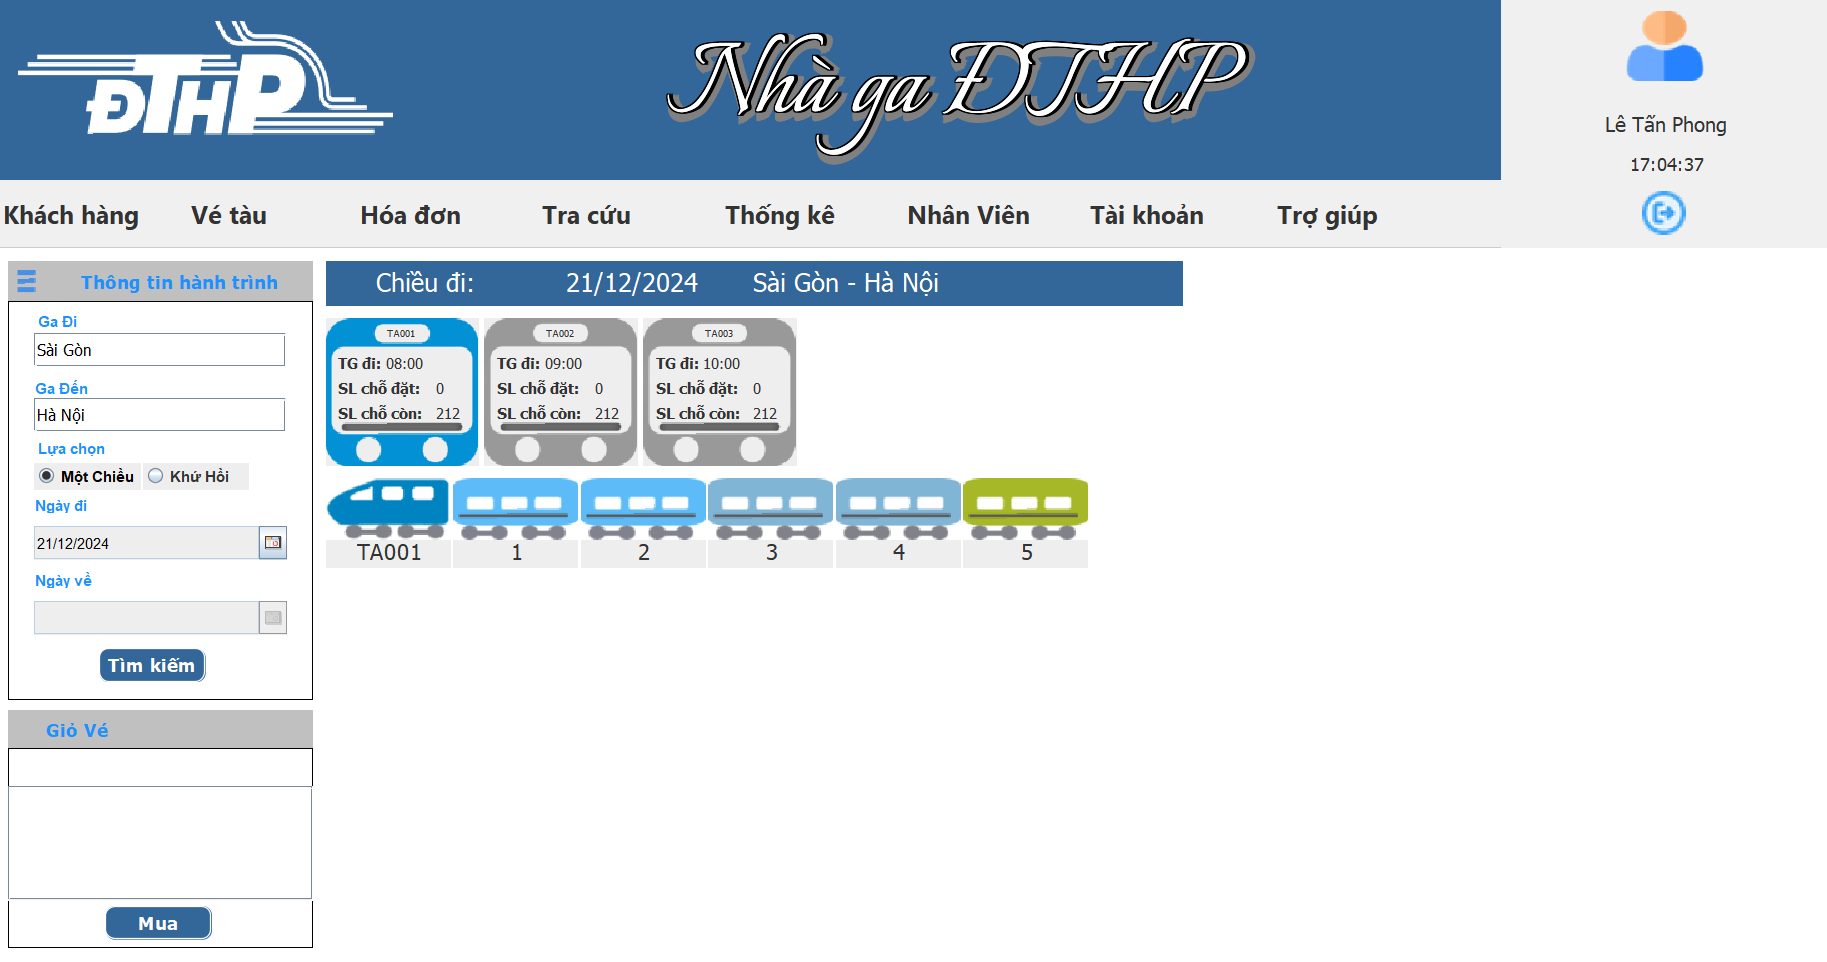 ĐTHP
Nhà ga ĐTHP
Lê Tấn Phong
17:04:37
Khách hàng Vé tàu Hóa đơn Tra cứu Thống kê Nhân Viên Tài khoản Trợ giúp
Thông tin hành trình
Ga Đi
Sài Gòn
Ga Đến
Hà Nội
Lựa chọn
Một Chiều Khứ Hồi
Ngày đi
21/12/2024
Ngày về
Tìm kiếm
Giỏ Vé
Mua
Chiều đi: 21/12/2024 Sài Gòn - Hà Nội
TA001
TG đi: 08:00
SL chỗ đặt: 0
SL chỗ còn: 212
TA002
TG đi: 09:00
SL chỗ đặt: 0
SL chỗ còn: 212
TA003
TG đi: 10:00
SL chỗ đặt: 0
SL chỗ còn: 212
TA001 1 2 3 4 5